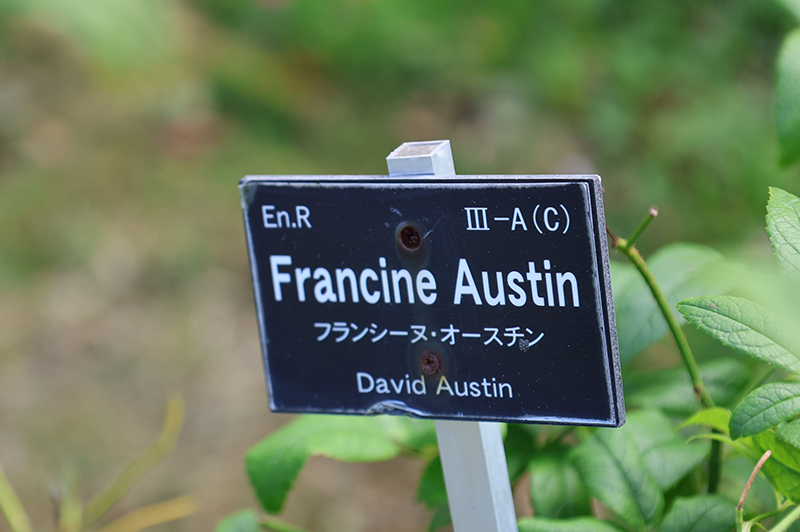 En.R Ⅲ-A(C)
Francine Austin
フランシーヌ・オースチン
David Austin